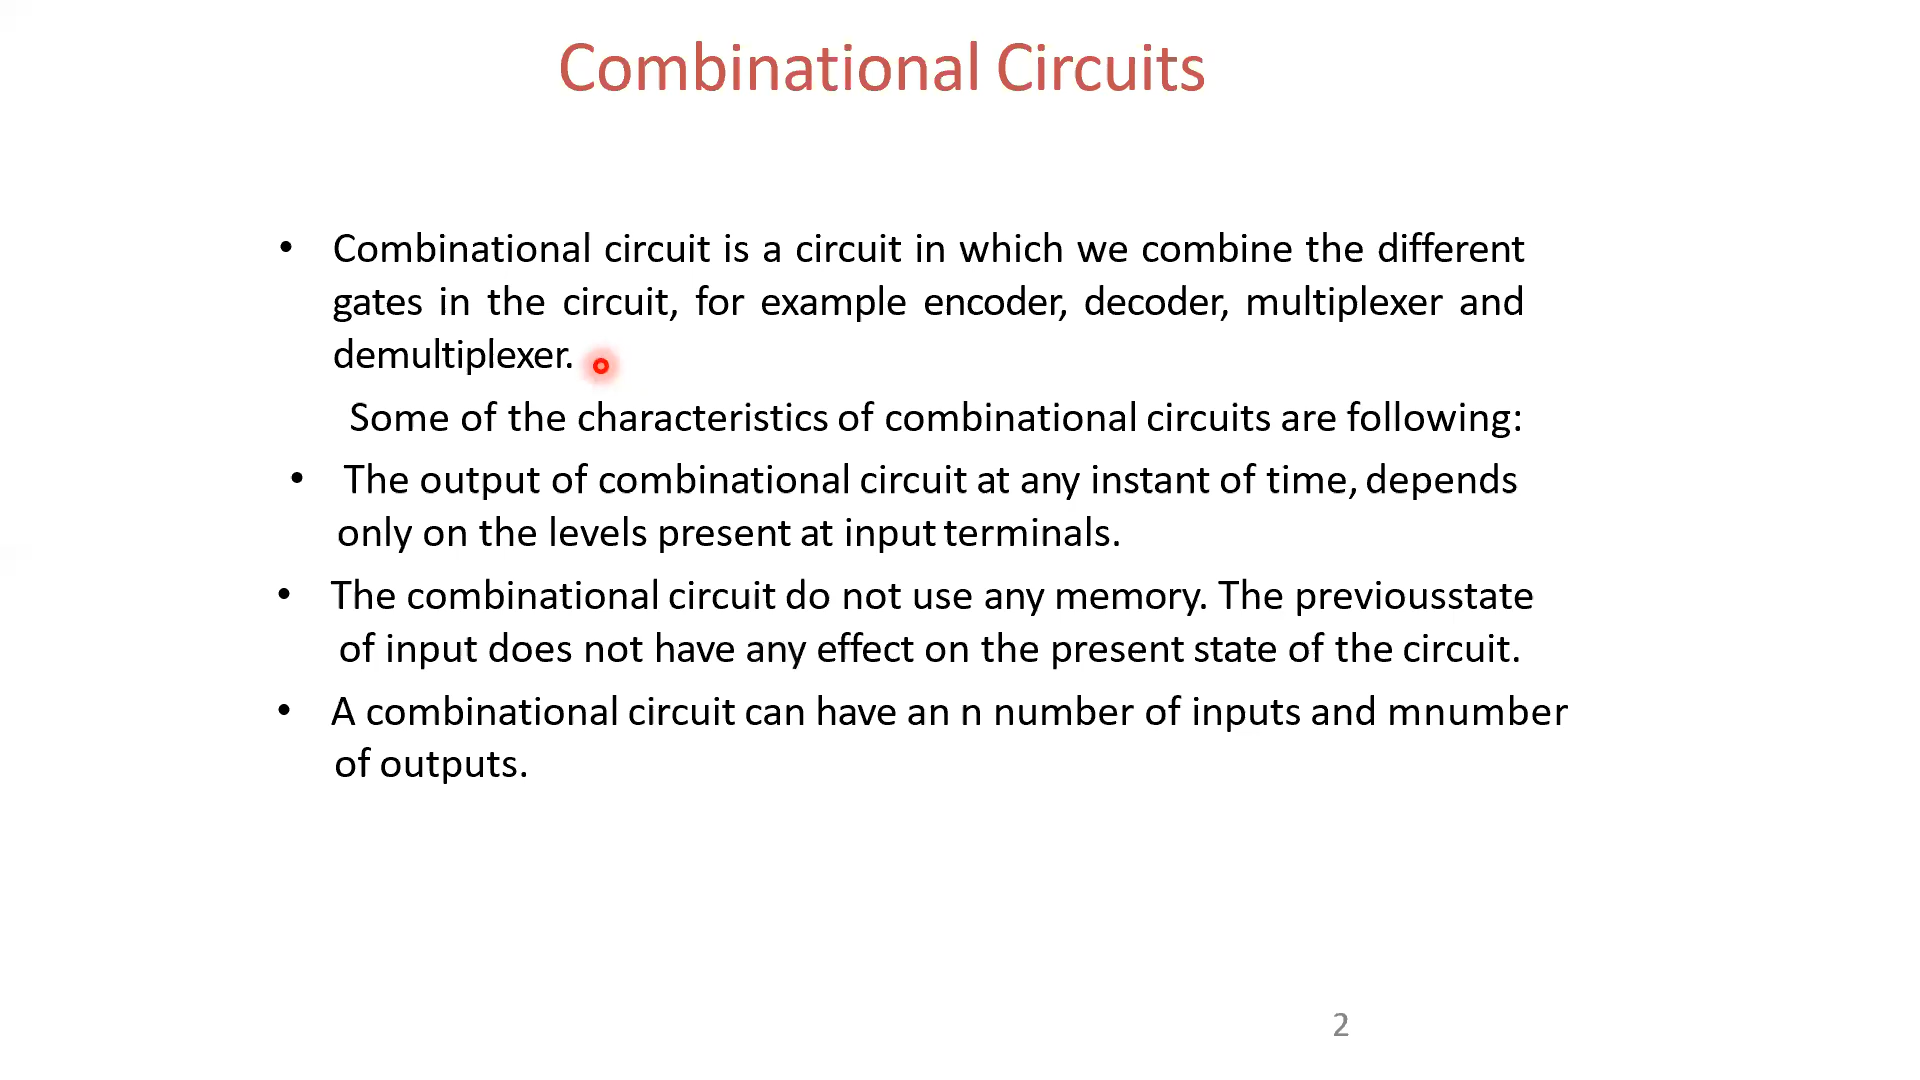 Combinational Circuits
• Combinational circuit is a circuit in which we combine the different
gates in the circuit, for example encoder, decoder, multiplexer and
demultiplexer.
Some of the characteristics of combinational circuits are following:
• The output of combinational circuit at any instant of time, depends
only on the levels present at input terminals.
• The combinational circuit do not use any memory. The previousstate
of input does not have any effect on the present state of the circuit.
• A combinational circuit can have an n number of inputs and mnumber
of outputs.
2